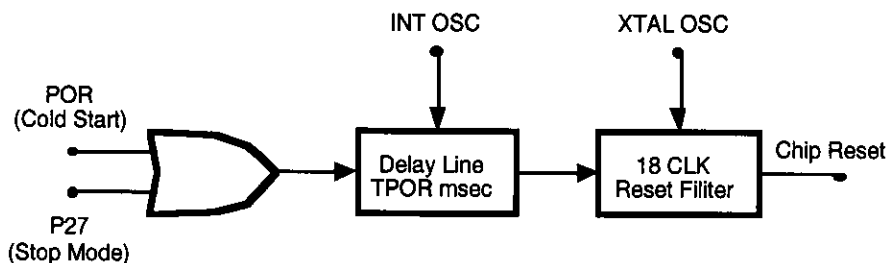 INT OSC
XTAL OSC
POR
(Cold Start)
Delay Line
TPOR msec
18 CLK
Reset Filiter
Chip Reset
P27
(Stop Mode)